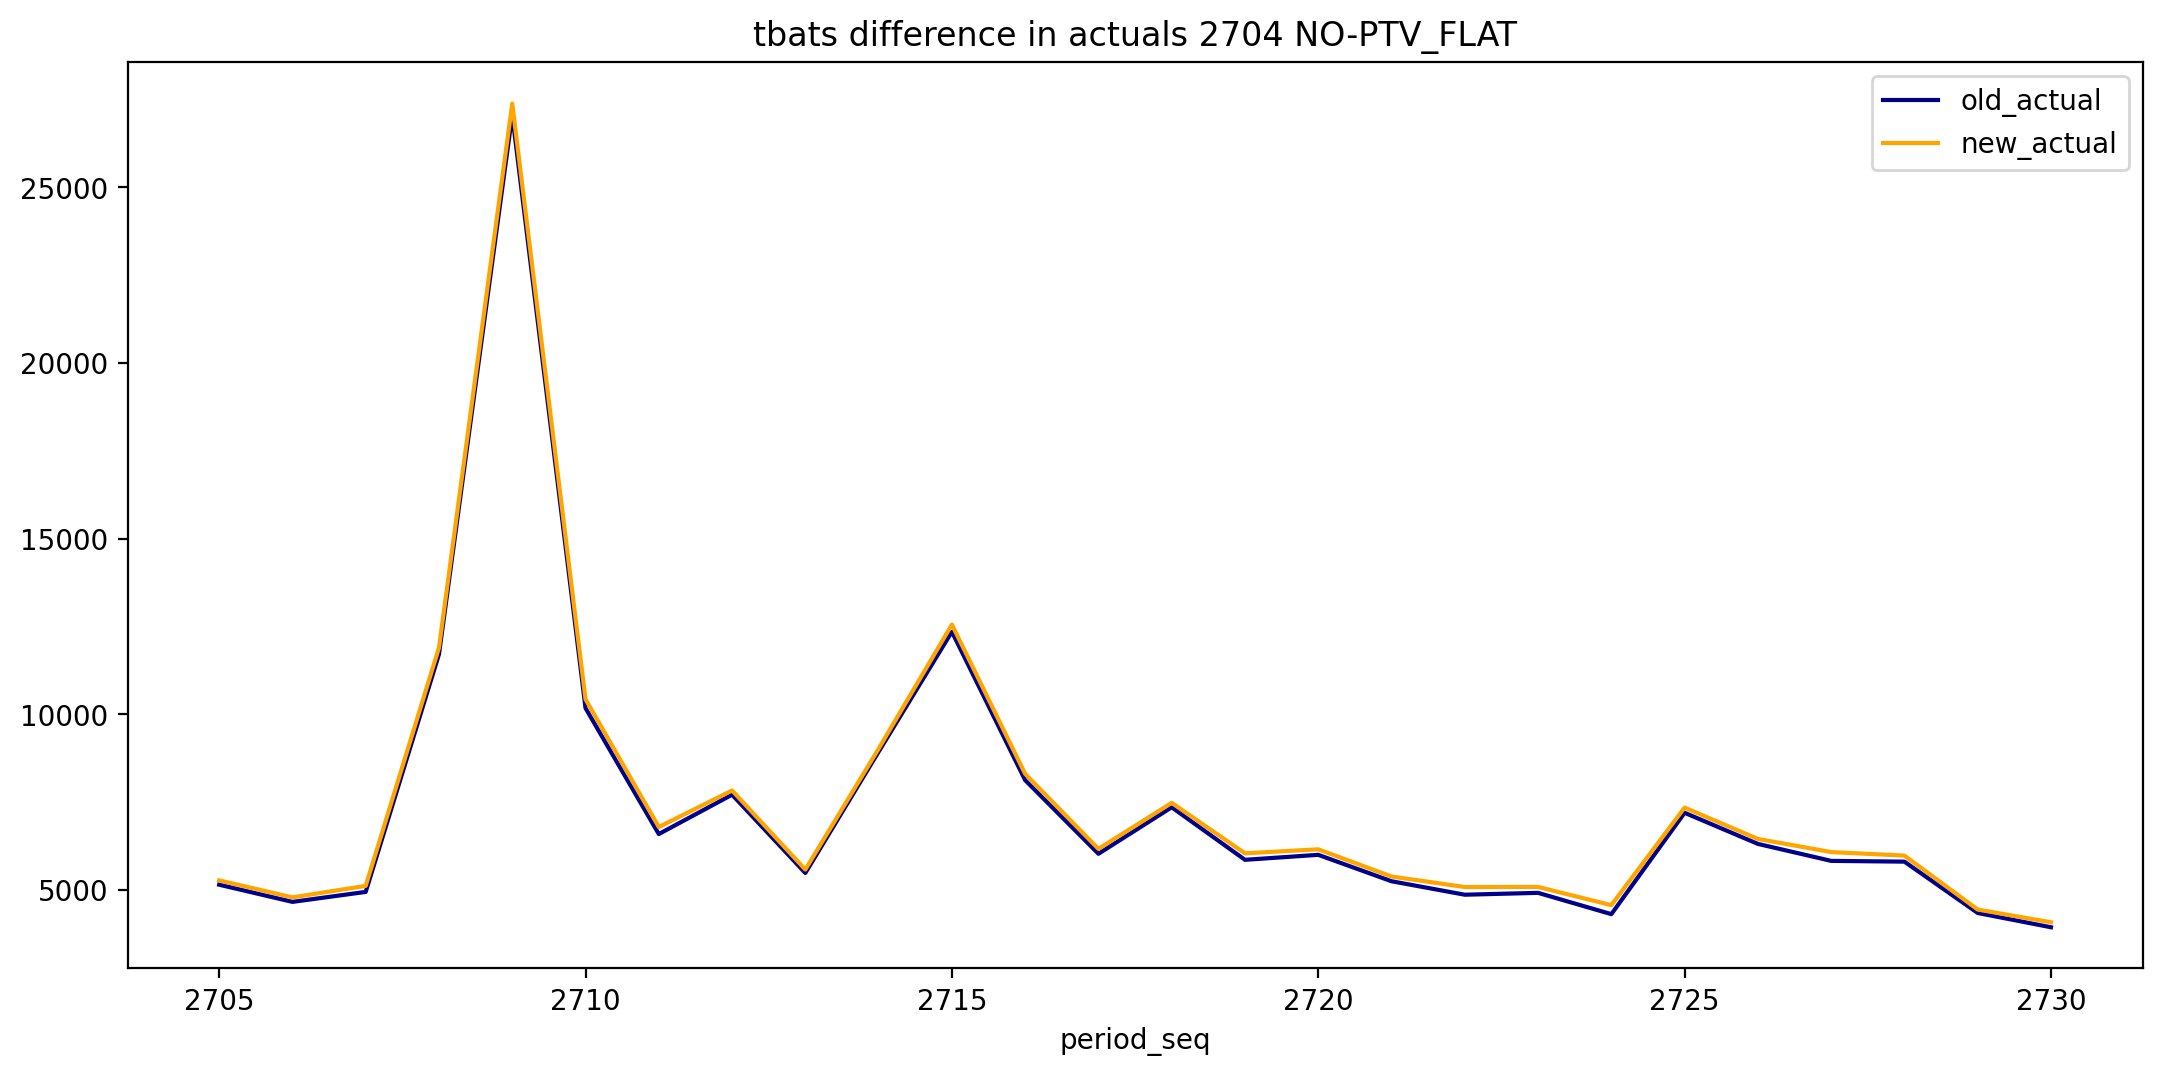 tbats difference in actuals 2704 NO-PTV_FLAT
old_actual
new_actual
25000
20000
15000
10000
5000
2705 2710 2715 2720 2725 2730
period_seq